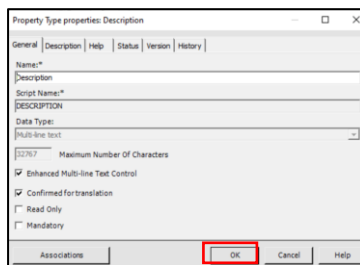 Property Type properties: Description
General Description Help Status Version History
Name:*
Description
Script Name:*
DESCRIPTION
Data Type:
Multi-line text
32767 Maximum Number Of Characters
Enhanced Multi-line Text Control
Confirmed for translation
Read Only
Mandatory
Associations OK Cancel Help